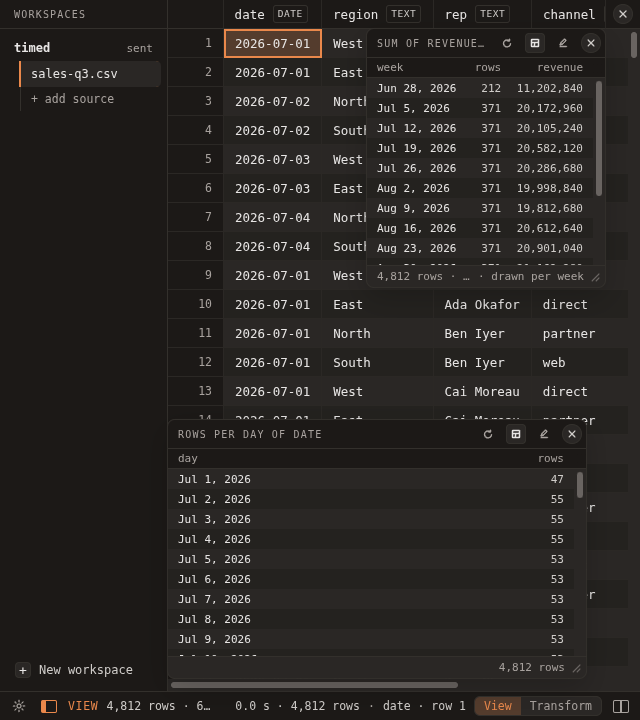 WORKSPACES
timed sent
sales-q3.csv
+ add source
+ New workspace
date DATE region TEXT rep TEXT channel
1 2026-07-01 West
2 2026-07-01 East
3 2026-07-02 North
4 2026-07-02 South
5 2026-07-03 West
6 2026-07-03 East
7 2026-07-04 North
8 2026-07-04 South
9 2026-07-01 West
10 2026-07-01 East Ada Okafor direct
11 2026-07-01 North Ben Iyer partner
12 2026-07-01 South Ben Iyer web
13 2026-07-01 West Cai Moreau direct
14 2026-07-01 East Cai Moreau partner
SUM OF REVENUE…
week rows revenue
Jun 28, 2026 212 11,202,840
Jul 5, 2026 371 20,172,960
Jul 12, 2026 371 20,105,240
Jul 19, 2026 371 20,582,120
Jul 26, 2026 371 20,286,680
Aug 2, 2026 371 19,998,840
Aug 9, 2026 371 19,812,680
Aug 16, 2026 371 20,612,640
Aug 23, 2026 371 20,901,040
4,812 rows · … · drawn per week
ROWS PER DAY OF DATE
day rows
Jul 1, 2026 47
Jul 2, 2026 55
Jul 3, 2026 55
Jul 4, 2026 55
Jul 5, 2026 53
Jul 6, 2026 53
Jul 7, 2026 53
Jul 8, 2026 53
Jul 9, 2026 53
4,812 rows
VIEW 4,812 rows · 6… 0.0 s · 4,812 rows · date · row 1 View Transform